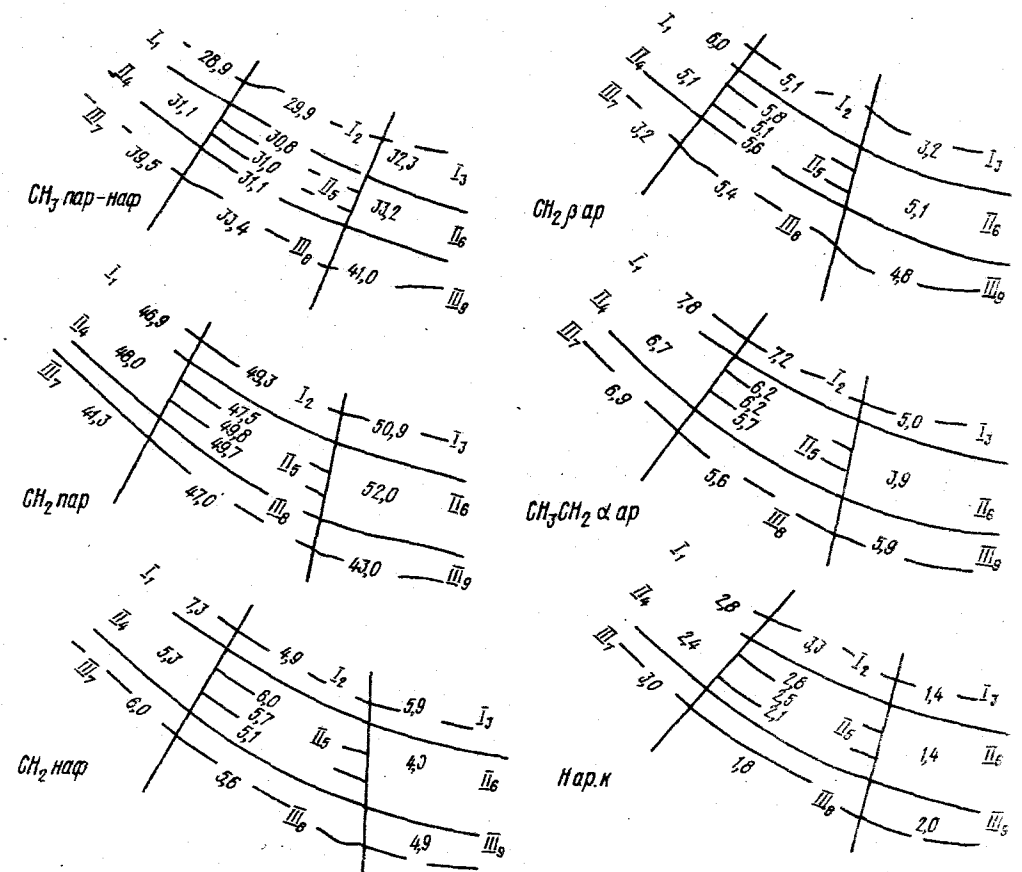 I₁
28,9
29,9
I₂
32,3
I₃
II₄
31,1
30,8
31,0
31,1
II₅
33,2
II₆
III₇
39,5
33,4
III₈
41,0
III₉
CH₃ пар-наф
I₁
6,0
5,1
I₂
3,2
I₃
II₄
5,1
5,8
5,1
5,6
II₅
5,1
II₆
III₇
3,2
5,4
III₈
4,8
III₉
CH₂ β ар
I₁
46,9
49,3
I₂
50,9
I₃
II₄
48,0
47,5
49,8
49,7
II₅
52,0
II₆
III₇
41,3
47,0
III₈
43,0
III₉
CH₂ пар
I₁
7,8
7,2
I₂
5,0
I₃
II₄
6,7
6,2
6,2
5,7
II₅
3,9
II₆
III₇
6,9
5,6
III₈
5,9
III₉
CH₃CH₂ α ар
I₁
7,3
4,9
I₂
5,9
I₃
II₄
5,3
6,0
5,7
5,1
II₅
II₆
III₇
6,0
5,6
III₈
4,9
III₉
CH₂ наф
I₁
2,8
3,3
I₂
1,4
I₃
II₄
2,4
2,6
2,5
2,1
II₅
1,4
II₆
III₇
3,0
1,8
III₈
2,0
Н ар.к